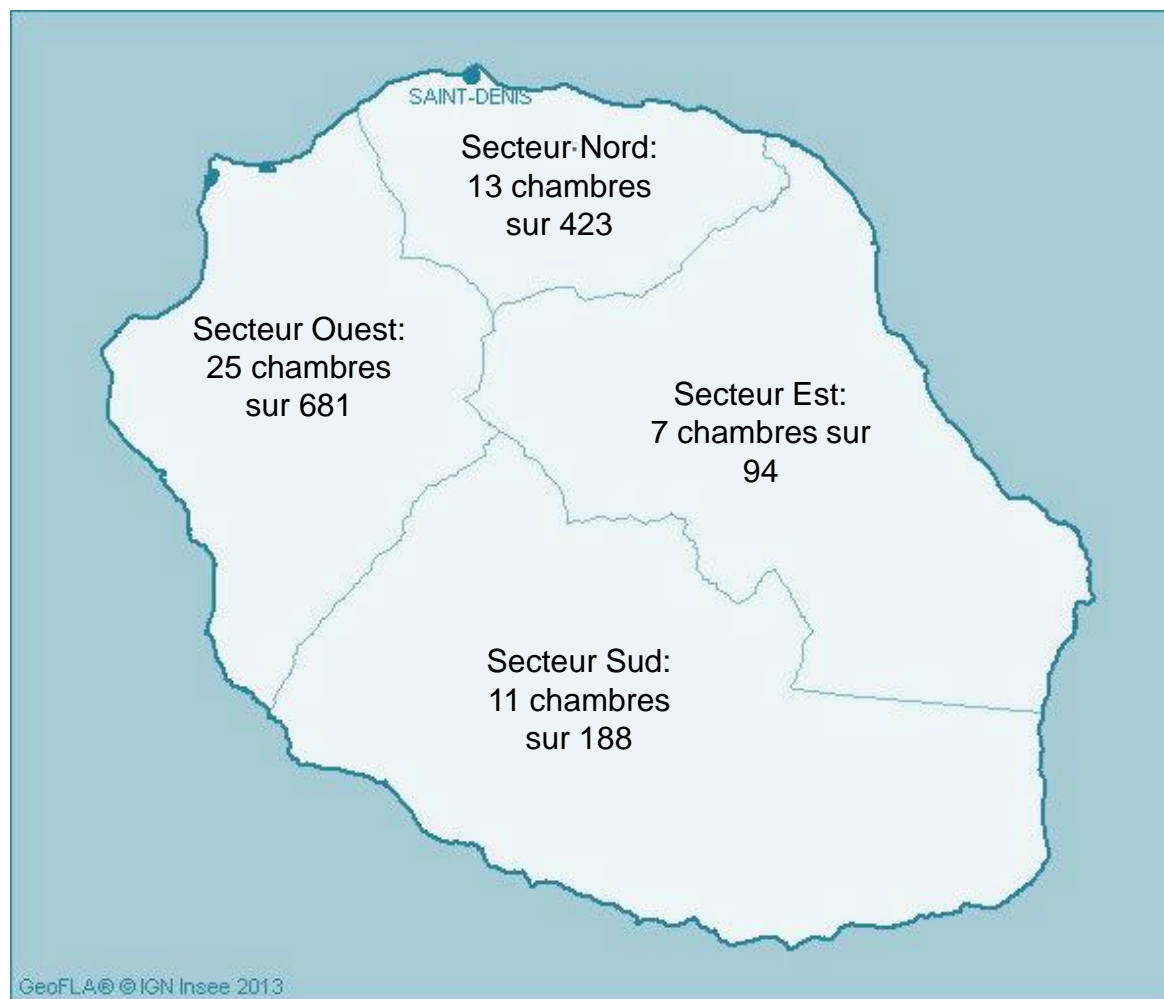 SAINT-DENIS
Secteur Nord:
13 chambres
sur 423
Secteur Ouest:
25 chambres
sur 681
Secteur Est:
7 chambres sur
94
Secteur Sud:
11 chambres
sur 188
GeoFLA® © IGN Insee 2013